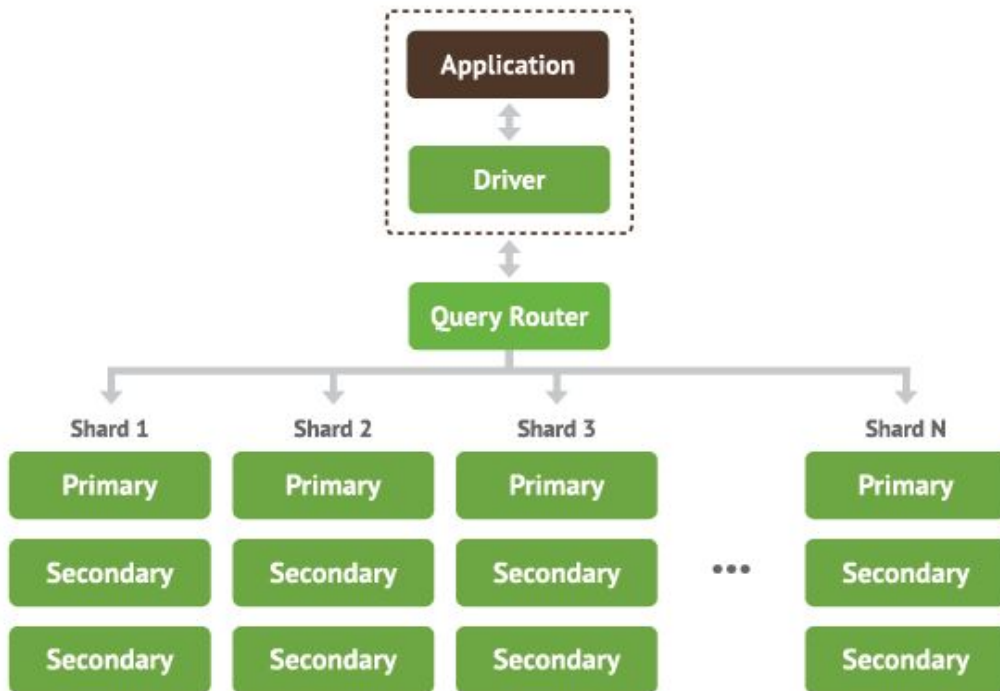 Application
Driver
Query Router
Shard 1 Shard 2 Shard 3 Shard N
Primary Primary Primary Primary
Secondary Secondary Secondary ... Secondary
Secondary Secondary Secondary Secondary